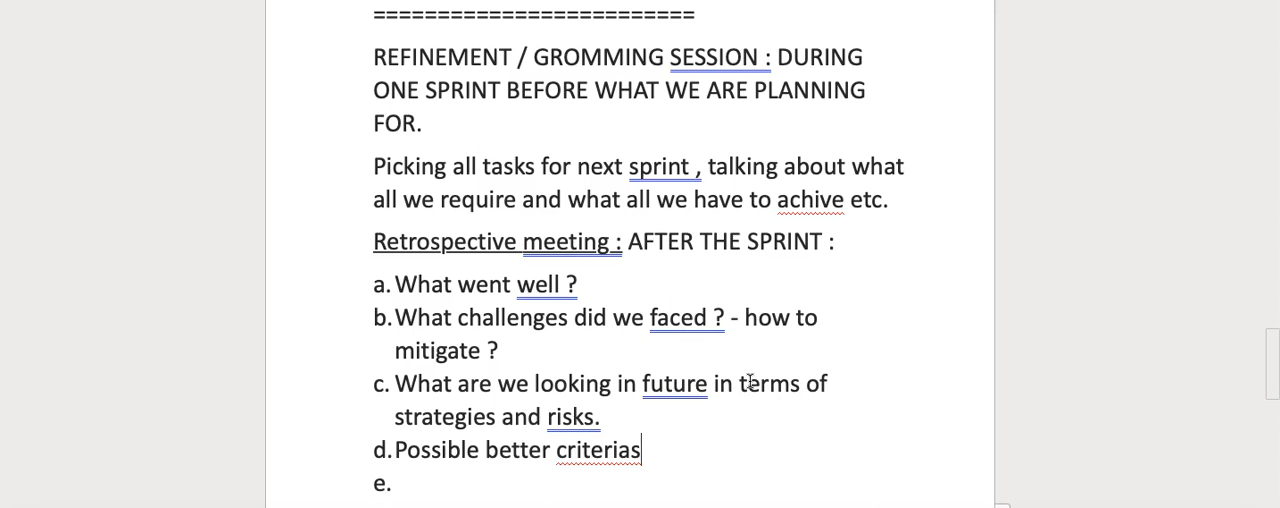 =========================
REFINEMENT / GROMMING SESSION : DURING
ONE SPRINT BEFORE WHAT WE ARE PLANNING
FOR.
Picking all tasks for next sprint , talking about what
all we require and what all we have to achive etc.
Retrospective meeting : AFTER THE SPRINT :
a. What went well ?
b. What challenges did we faced ? - how to
mitigate ?
c. What are we looking in future in terms of
strategies and risks.
d. Possible better criterias
e.